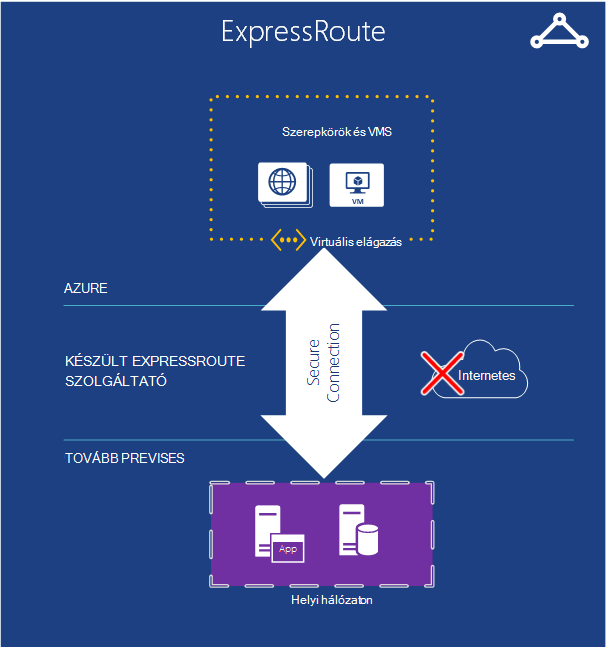 ExpressRoute
Szerepkörök és VMS
VM
Virtuális elágazás
AZURE
Secure
Connection
KÉSZÜLT EXPRESSROUTE
SZOLGÁLTATÓ
Internetes
TOVÁBB PREVISES
App
Helyi hálózaton